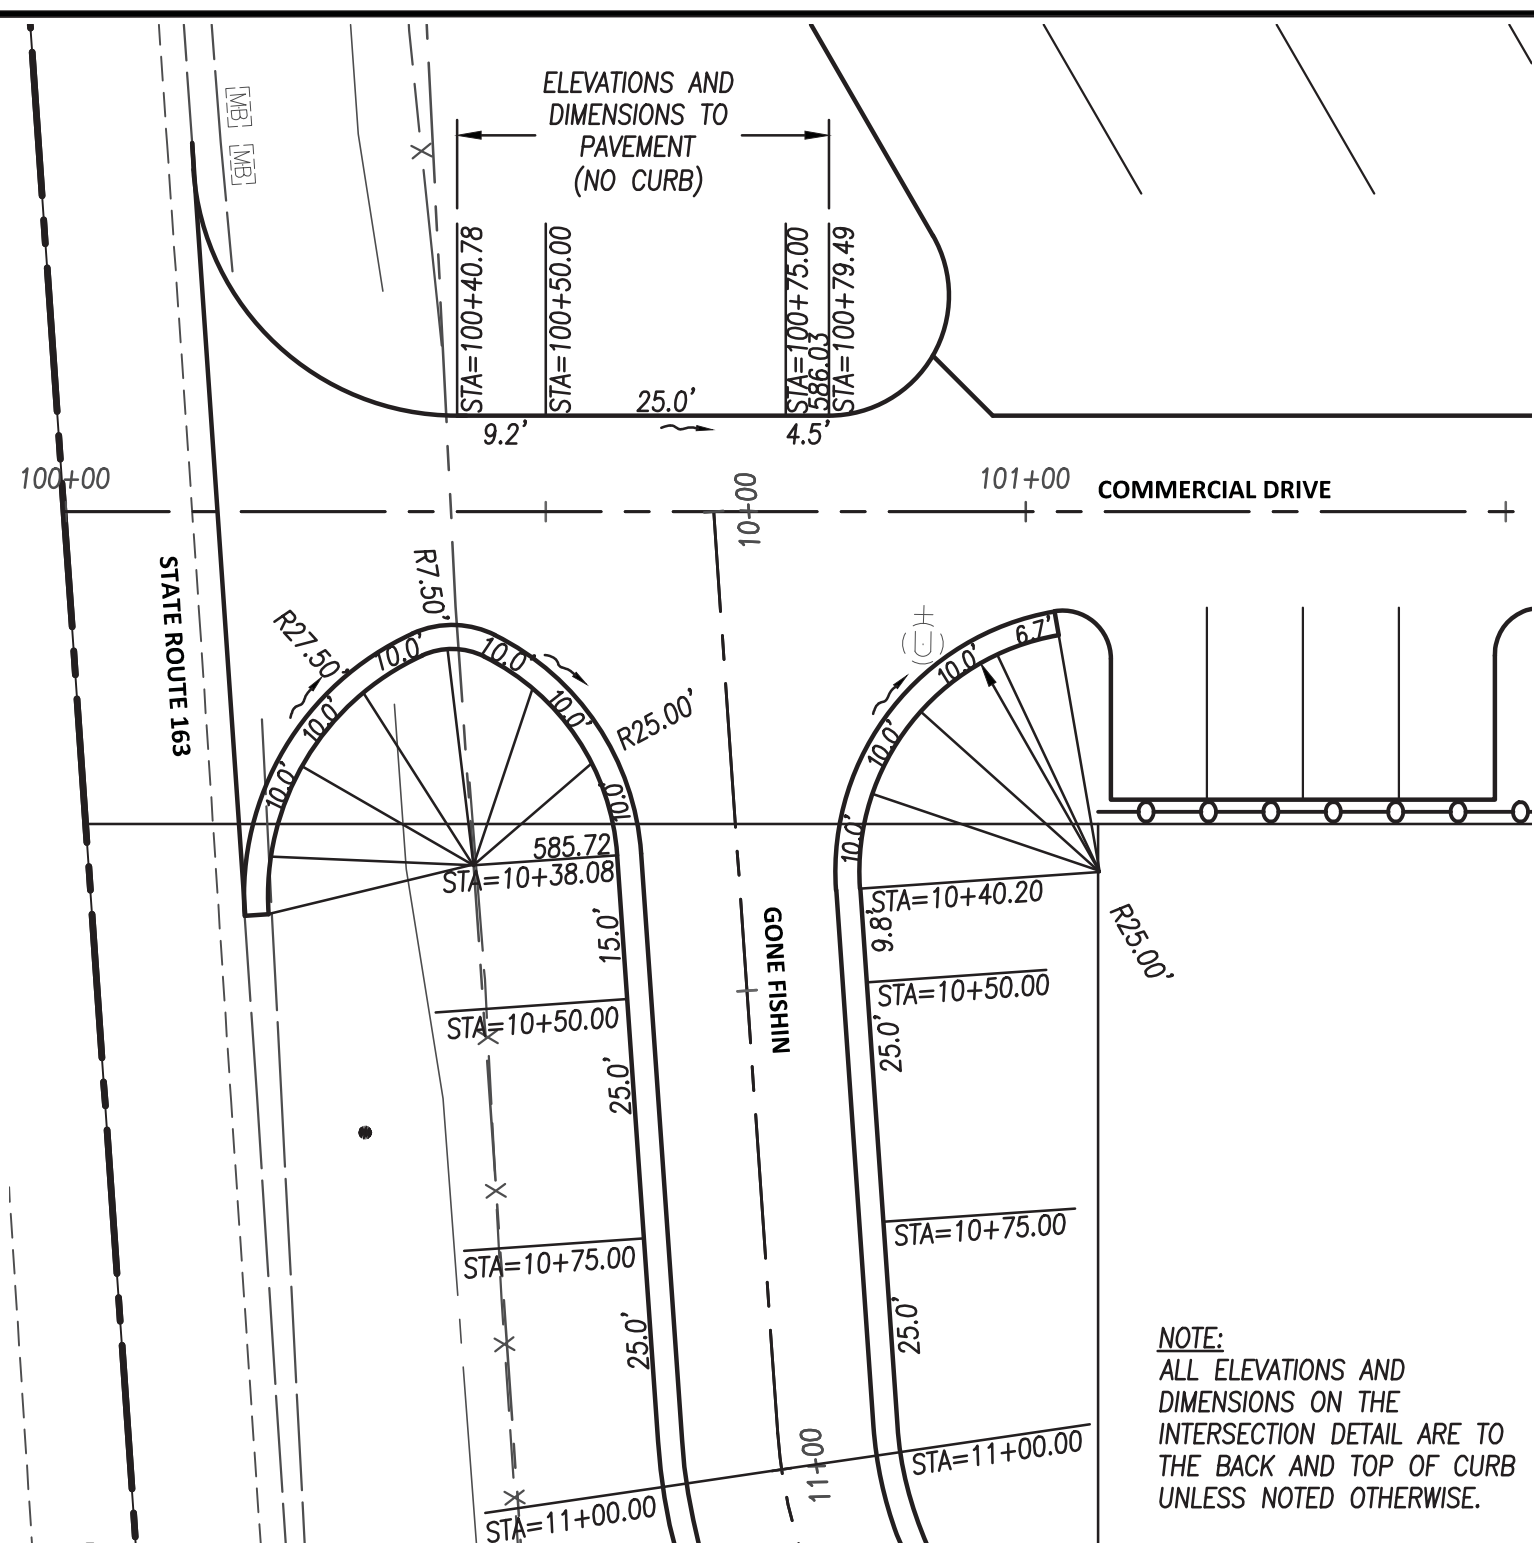 ELEVATIONS AND
DIMENSIONS TO
PAVEMENT
(NO CURB)
MB
MB
STA=100+40.78
STA=100+50.00
STA=100+75.00
586.03
STA=100+79.49
25.0'
9.2'
4.5'
100+00
10+00
101+00
COMMERCIAL DRIVE
STATE ROUTE 163
R27.50'
R7.50'
10.0'
10.0'
10.0'
10.0'
10.0'
10.0'
R25.00'
U
10.0'
10.0'
10.0'
6.7'
585.72
STA=10+38.08
STA=10+40.20
R25.00'
15.0'
9.8'
GONE FISHIN
STA=10+50.00
STA=10+50.00
25.0'
25.0'
STA=10+75.00
STA=10+75.00
25.0'
25.0'
STA=11+00.00
11+00
STA=11+00.00
NOTE:
ALL ELEVATIONS AND
DIMENSIONS ON THE
INTERSECTION DETAIL ARE TO
THE BACK AND TOP OF CURB
UNLESS NOTED OTHERWISE.